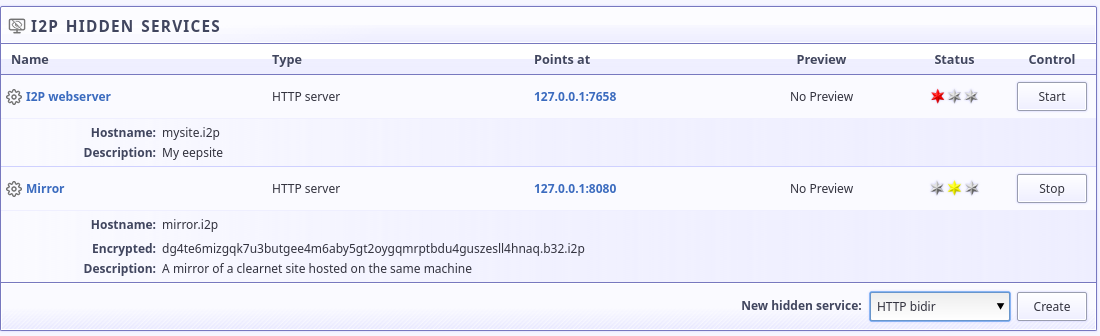 I2P HIDDEN SERVICES
Name Type Points at Preview Status Control
I2P webserver HTTP server 127.0.0.1:7658 No Preview Start
Hostname: mysite.i2p
Description: My eepsite
Mirror HTTP server 127.0.0.1:8080 No Preview Stop
Hostname: mirror.i2p
Encrypted: dg4te6mizgqk7u3butgee4m6aby5gt2oygqmrptbdu4guszesll4hnaq.b32.i2p
Description: A mirror of a clearnet site hosted on the same machine
New hidden service: HTTP bidir Create